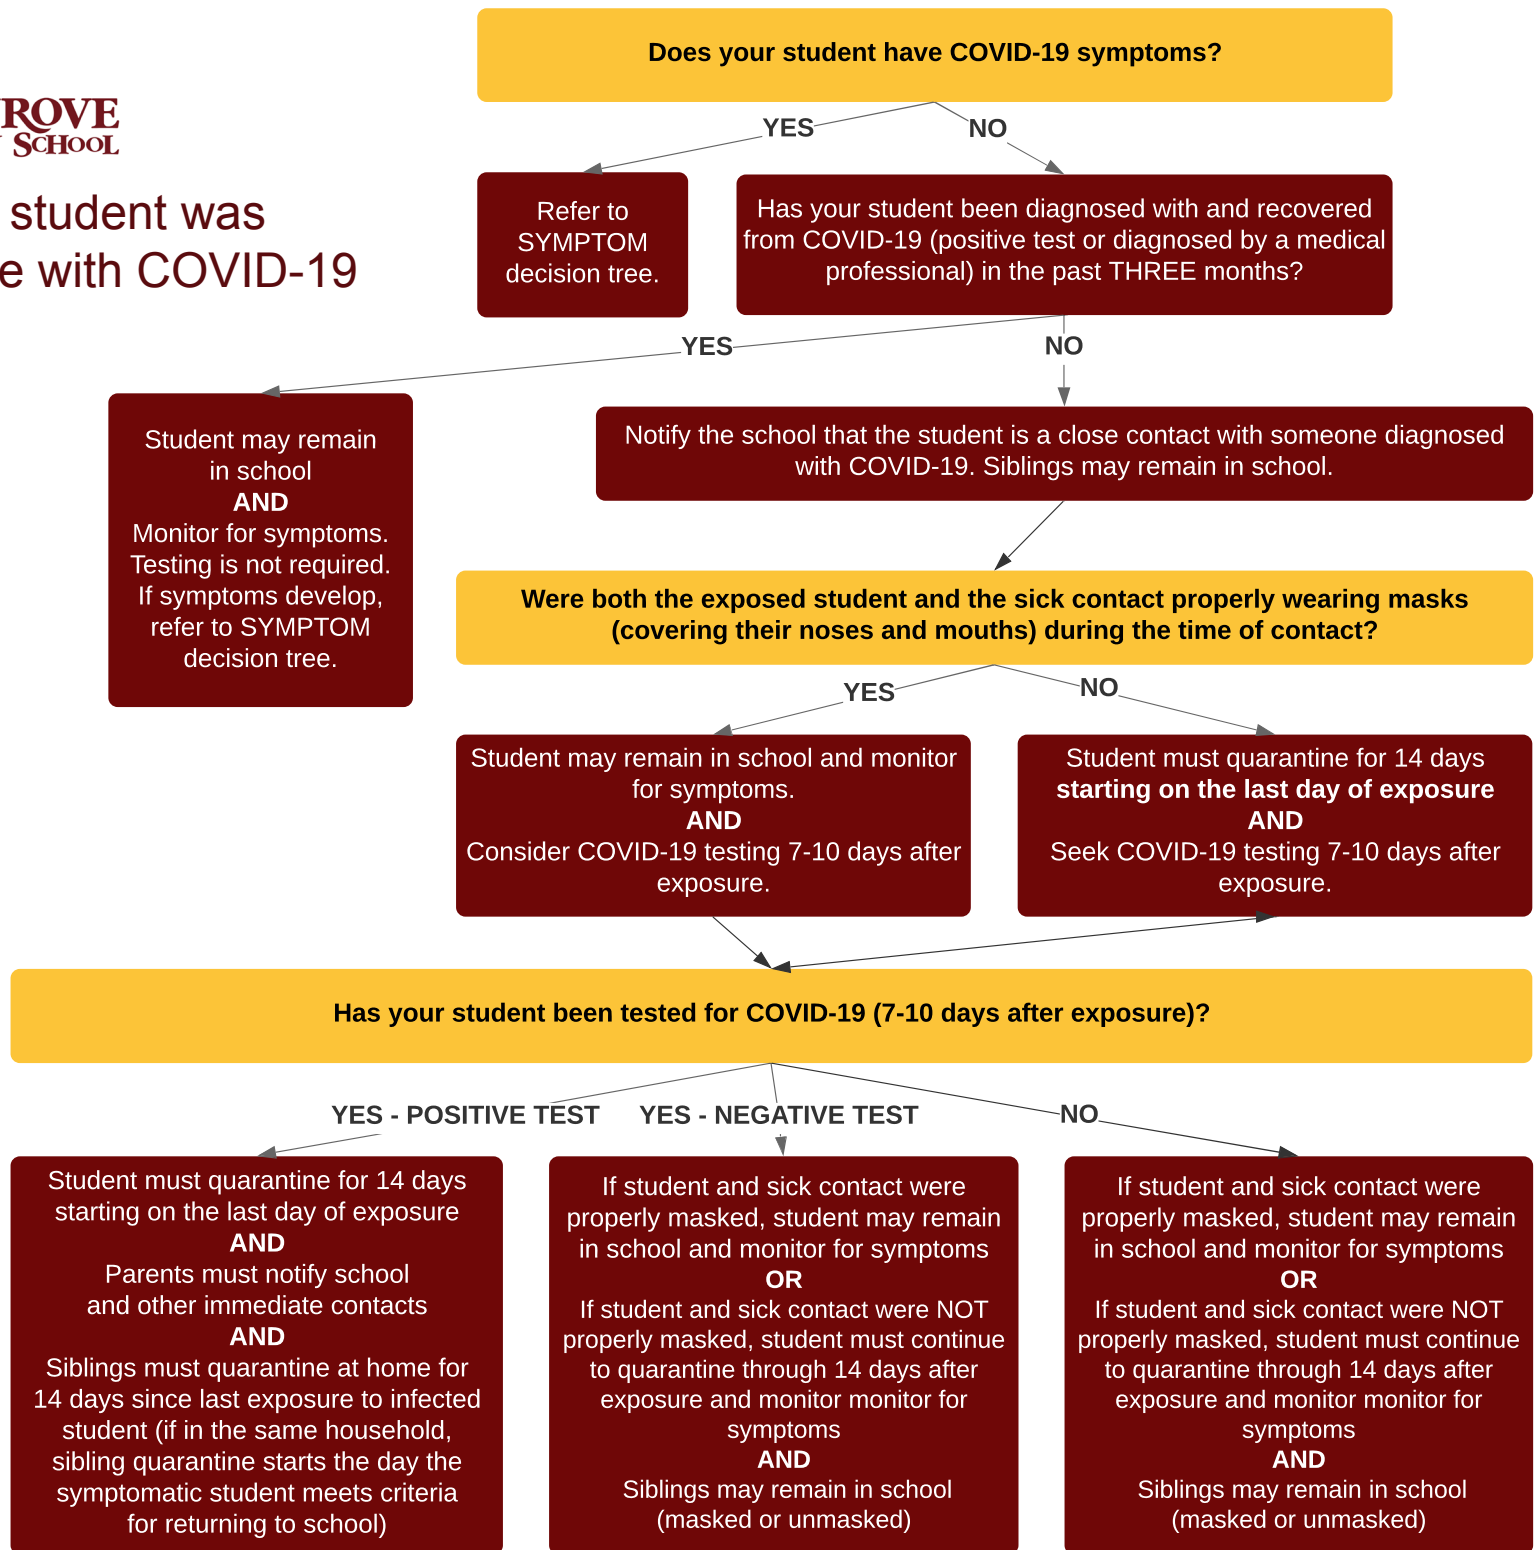 Does your student have COVID-19 symptoms?
ROVE
SCHOOL
student was
e with COVID-19
YES
NO
Refer to
SYMPTOM
decision tree.
Has your student been diagnosed with and recovered
from COVID-19 (positive test or diagnosed by a medical
professional) in the past THREE months?
YES
NO
Student may remain
in school
AND
Monitor for symptoms.
Testing is not required.
If symptoms develop,
refer to SYMPTOM
decision tree.
Notify the school that the student is a close contact with someone diagnosed
with COVID-19. Siblings may remain in school.
Were both the exposed student and the sick contact properly wearing masks
(covering their noses and mouths) during the time of contact?
YES
NO
Student may remain in school and monitor
for symptoms.
AND
Consider COVID-19 testing 7-10 days after
exposure.
Student must quarantine for 14 days
starting on the last day of exposure
AND
Seek COVID-19 testing 7-10 days after
exposure.
Has your student been tested for COVID-19 (7-10 days after exposure)?
YES - POSITIVE TEST
YES - NEGATIVE TEST
NO
Student must quarantine for 14 days
starting on the last day of exposure
AND
Parents must notify school
and other immediate contacts
AND
Siblings must quarantine at home for
14 days since last exposure to infected
student (if in the same household,
sibling quarantine starts the day the
symptomatic student meets criteria
for returning to school)
If student and sick contact were
properly masked, student may remain
in school and monitor for symptoms
OR
If student and sick contact were NOT
properly masked, student must continue
to quarantine through 14 days after
exposure and monitor monitor for
symptoms
AND
Siblings may remain in school
(masked or unmasked)
If student and sick contact were
properly masked, student may remain
in school and monitor for symptoms
OR
If student and sick contact were NOT
properly masked, student must continue
to quarantine through 14 days after
exposure and monitor monitor for
symptoms
AND
Siblings may remain in school
(masked or unmasked)